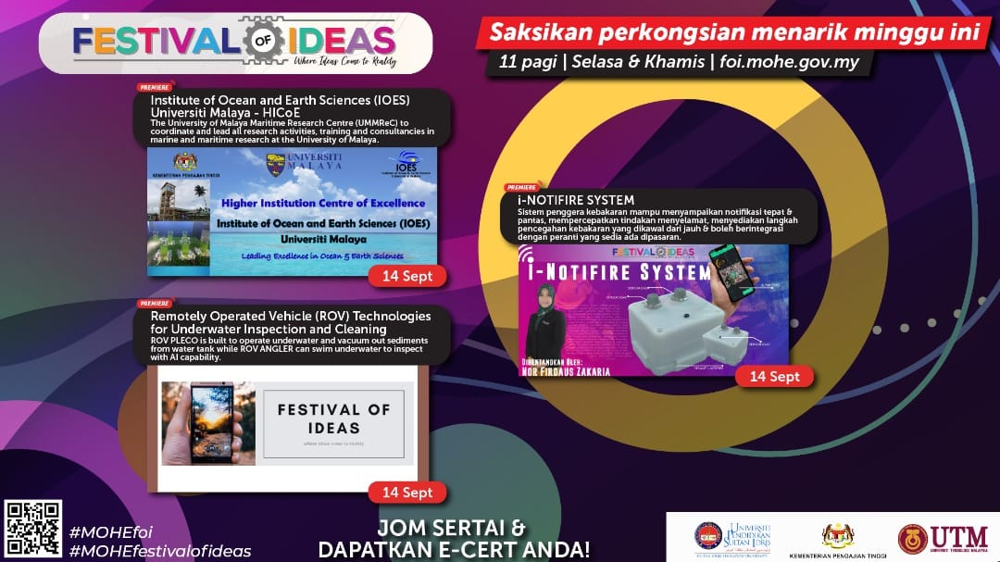 FESTIVAL OF IDEAS
Where Ideas Come to Reality
Saksikan perkongsian menarik minggu ini
11 pagi | Selasa & Khamis | foi.mohe.gov.my
PREMIERE
Institute of Ocean and Earth Sciences (IOES)
Universiti Malaya - HICoE
The University of Malaya Maritime Research Centre (UMMReC) to
coordinate and lead all research activities, training and consultancies in
marine and maritime research at the University of Malaya.
KEMENTERIAN PENGAJIAN TINGGI
UNIVERSITI
MALAYA
IOES
Higher Institution Centre of Excellence
Institute of Ocean and Earth Sciences (IOES)
Universiti Malaya
Leading Excellence in Ocean & Earth Sciences
14 Sept
PREMIERE
i-NOTIFIRE SYSTEM
Sistem penggera kebakaran mampu menyampaikan notifikasi tepat &
pantas, mempercepatkan tindakan menyelamat, menyediakan langkah
pencegahan kebakaran yang dikawal dari jauh & boleh berintegrasi
dengan peranti yang sedia ada dipasaran.
FESTIVAL OF IDEAS
i-NOTIFIRE SYSTEM
DIBENTANGKAN OLEH:
NOR FIRDAUS ZAKARIA
14 Sept
PREMIERE
Remotely Operated Vehicle (ROV) Technologies
for Underwater Inspection and Cleaning
ROV PLECO is built to operate underwater and vacuum out sediments
from water tank while ROV ANGLER can swim underwater to inspect
with AI capability.
FESTIVAL OF
IDEAS
where ideas come to reality
14 Sept
#MOHEfoi
#MOHEfestivalofideas
JOM SERTAI &
DAPATKAN E-CERT ANDA!
UNIVERSITI
PENDIDIKAN
SULTAN IDRIS
SULTAN IDRIS EDUCATION UNIVERSITY
KEMENTERIAN PENGAJIAN TINGGI
UTM
UNIVERSITI TEKNOLOGI MALAYSIA